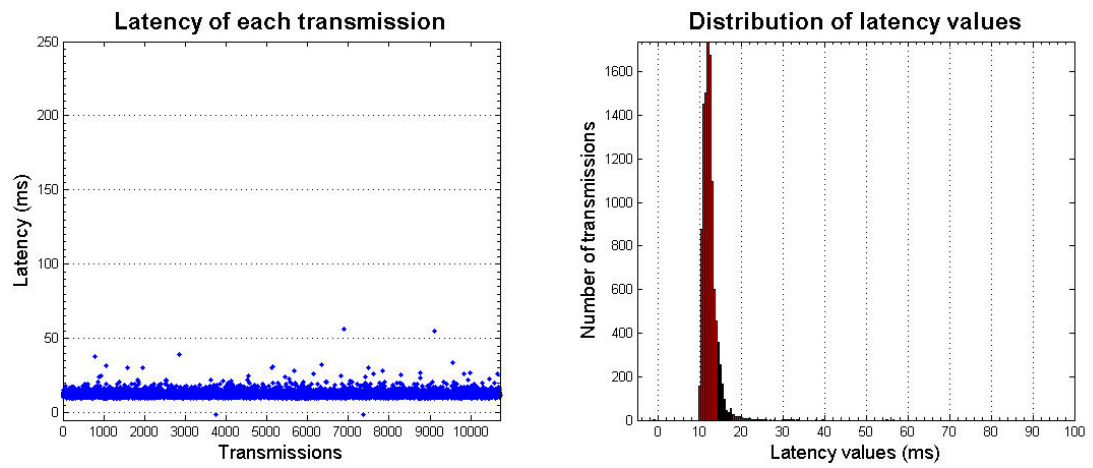 Latency of each transmission
250
200
150
100
50
0
Latency (ms)
0 1000 2000 3000 4000 5000 6000 7000 8000 9000 10000
Transmissions
Distribution of latency values
1600
1400
1200
1000
800
600
400
200
0
Number of transmissions
0 10 20 30 40 50 60 70 80 90 100
Latency values (ms)